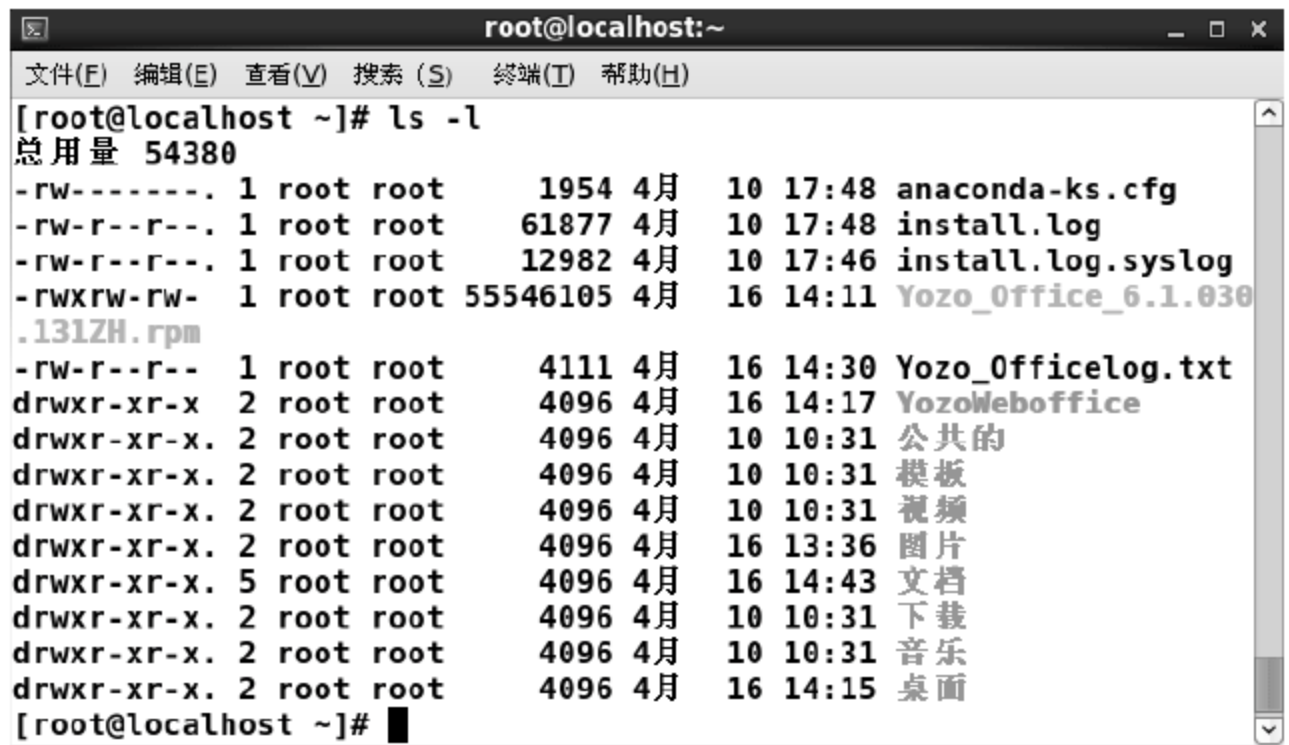 root@localhost:~
文件(F) 编辑(E) 查看(V) 搜索 (S) 终端(T) 帮助(H)
[root@localhost ~]# ls -l
总用量 54380
-rw-------. 1 root root 1954 4月 10 17:48 anaconda-ks.cfg
-rw-r--r--. 1 root root 61877 4月 10 17:48 install.log
-rw-r--r--. 1 root root 12982 4月 10 17:46 install.log.syslog
-rwxrw-rw- 1 root root 55546105 4月 16 14:11 Yozo_Office_6.1.030
.131ZH.rpm
-rw-r--r-- 1 root root 4111 4月 16 14:30 Yozo_Officelog.txt
drwxr-xr-x 2 root root 4096 4月 16 14:17 YozoWeboffice
drwxr-xr-x. 2 root root 4096 4月 10 10:31 公共的
drwxr-xr-x. 2 root root 4096 4月 10 10:31 模板
drwxr-xr-x. 2 root root 4096 4月 10 10:31 视频
drwxr-xr-x. 2 root root 4096 4月 16 13:36 图片
drwxr-xr-x. 5 root root 4096 4月 16 14:43 文档
drwxr-xr-x. 2 root root 4096 4月 10 10:31 下载
drwxr-xr-x. 2 root root 4096 4月 10 10:31 音乐
drwxr-xr-x. 2 root root 4096 4月 16 14:15 桌面
[root@localhost ~]#